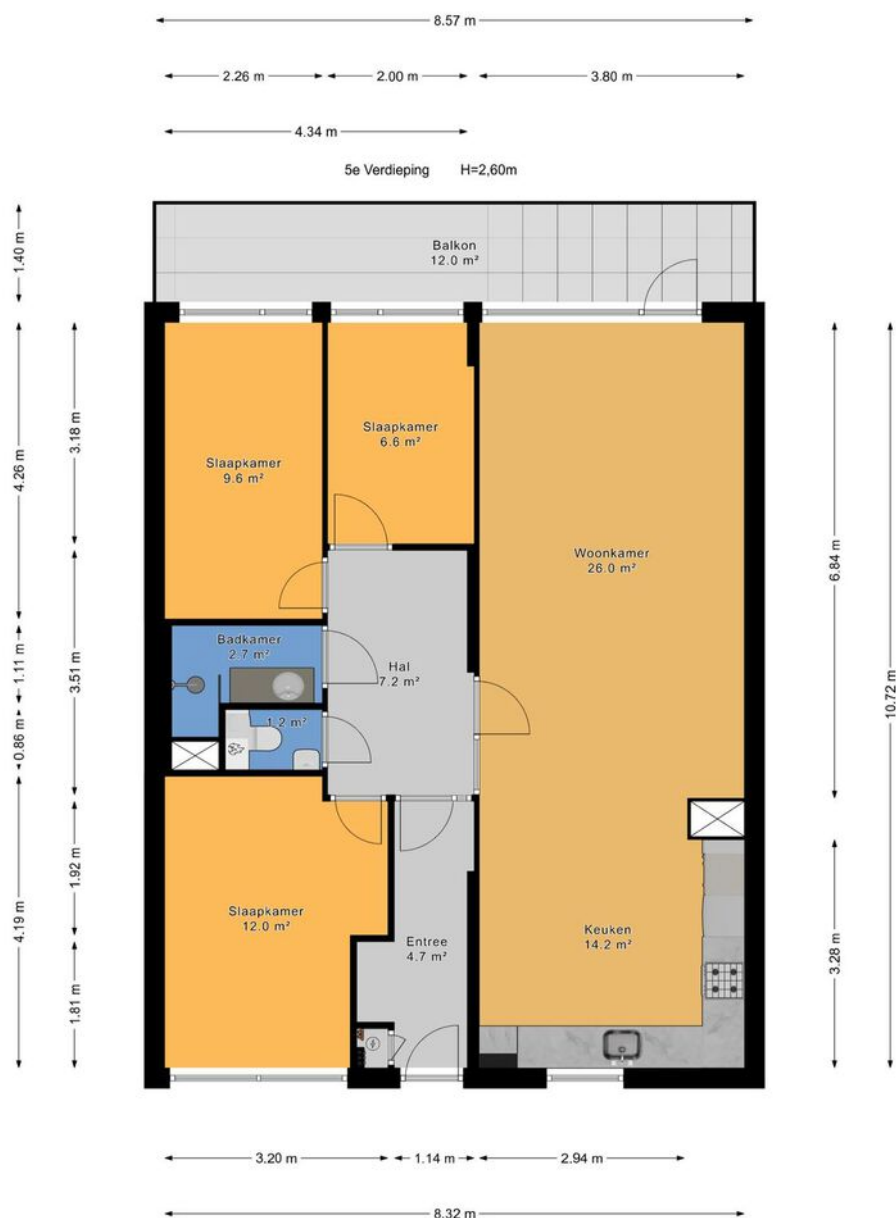 8.57 m
2.26 m
2.00 m
3.80 m
4.34 m
5e Verdieping H=2,60m
1.40 m
Balkon
12.0 m²
4.26 m
3.18 m
Slaapkamer
6.6 m²
Slaapkamer
9.6 m²
Woonkamer
26.0 m²
6.84 m
10.72 m
1.11 m
3.51 m
Badkamer
2.7 m²
Hal
7.2 m²
0.86 m
1.2 m²
4.19 m
1.92 m
Slaapkamer
12.0 m²
Entree
4.7 m²
Keuken
14.2 m²
3.28 m
1.81 m
3.20 m
1.14 m
2.94 m
8.32 m